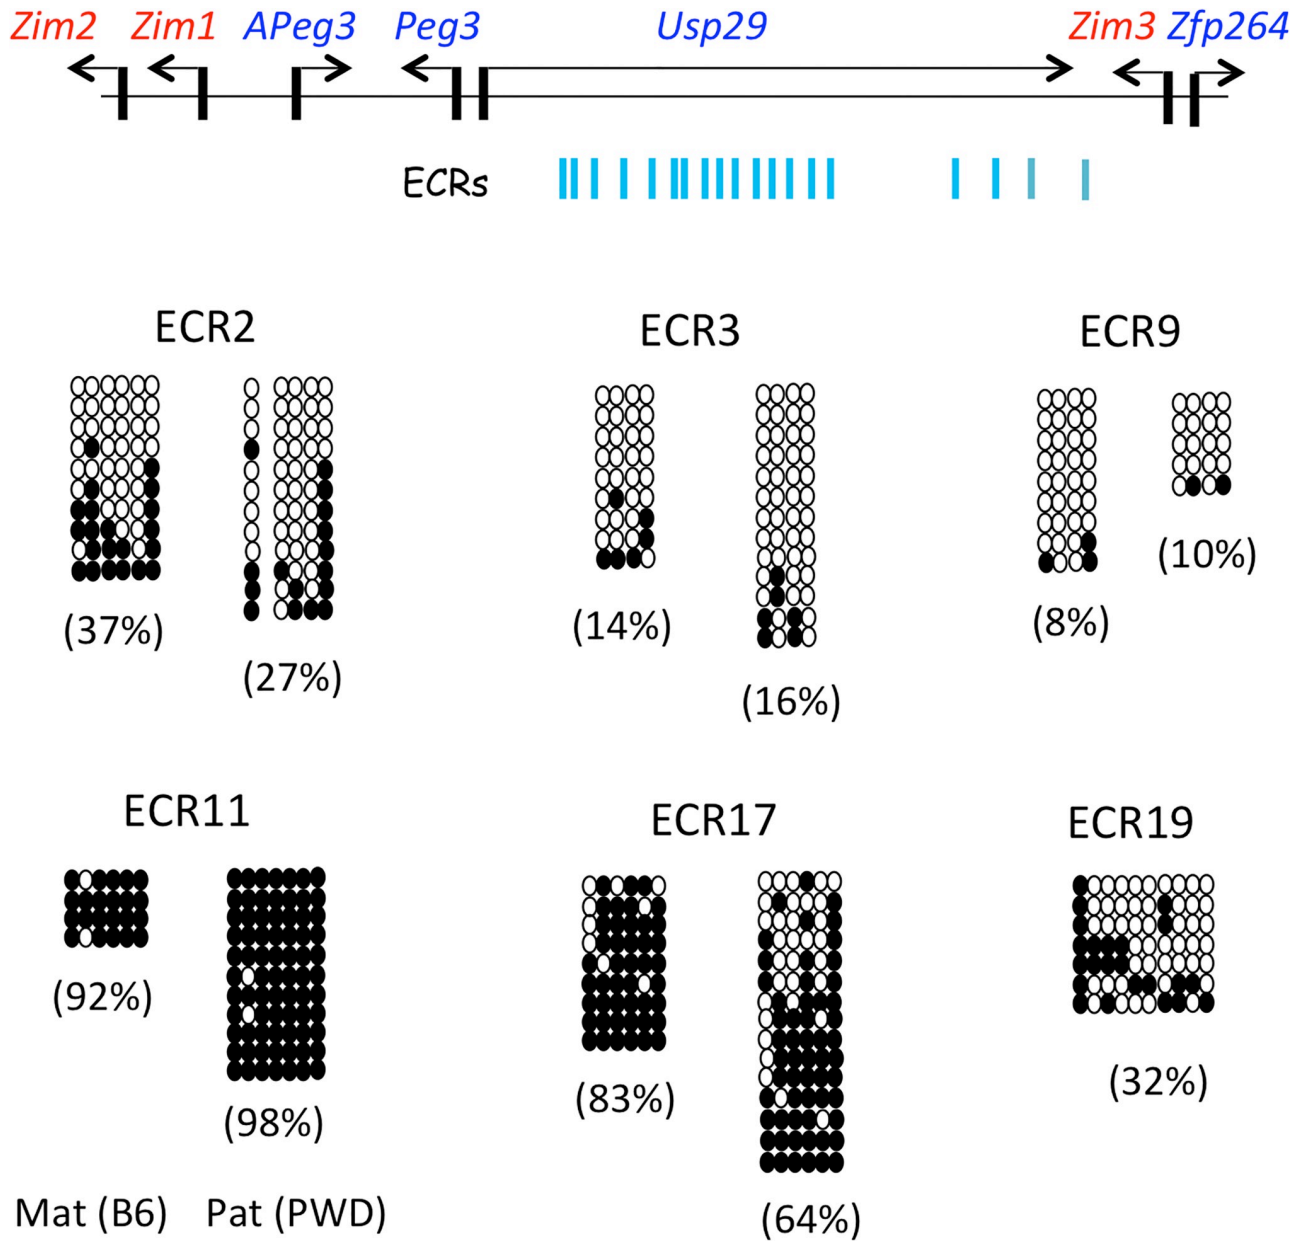 Zim2 Zim1 APeg3 Peg3 Usp29 Zim3 Zfp264
ECRs
ECR2 ECR3 ECR9
(37%) (27%) (14%) (16%) (8%) (10%)
ECR11 ECR17 ECR19
(92%) (98%) (83%) (64%) (32%)
Mat (B6) Pat (PWD)